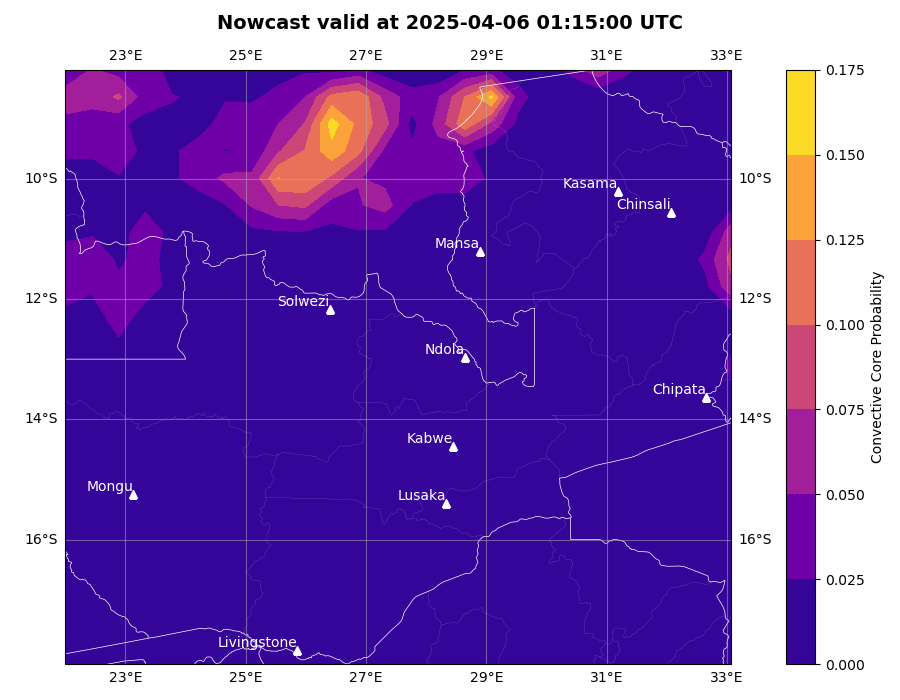 Nowcast valid at 2025-04-06 01:15:00 UTC
23°E 25°E 27°E 29°E 31°E 33°E
0.175
0.150
10°S Kasama 10°S
Chinsali
0.125
Mansa
12°S 12°S
Solwezi
0.100
Ndola
Chipata
14°S 14°S
0.075
Kabwe
Mongu
Lusaka
0.050
16°S 16°S
0.025
Livingstone
0.000
23°E 25°E 27°E 29°E 31°E 33°E
Convective Core Probability